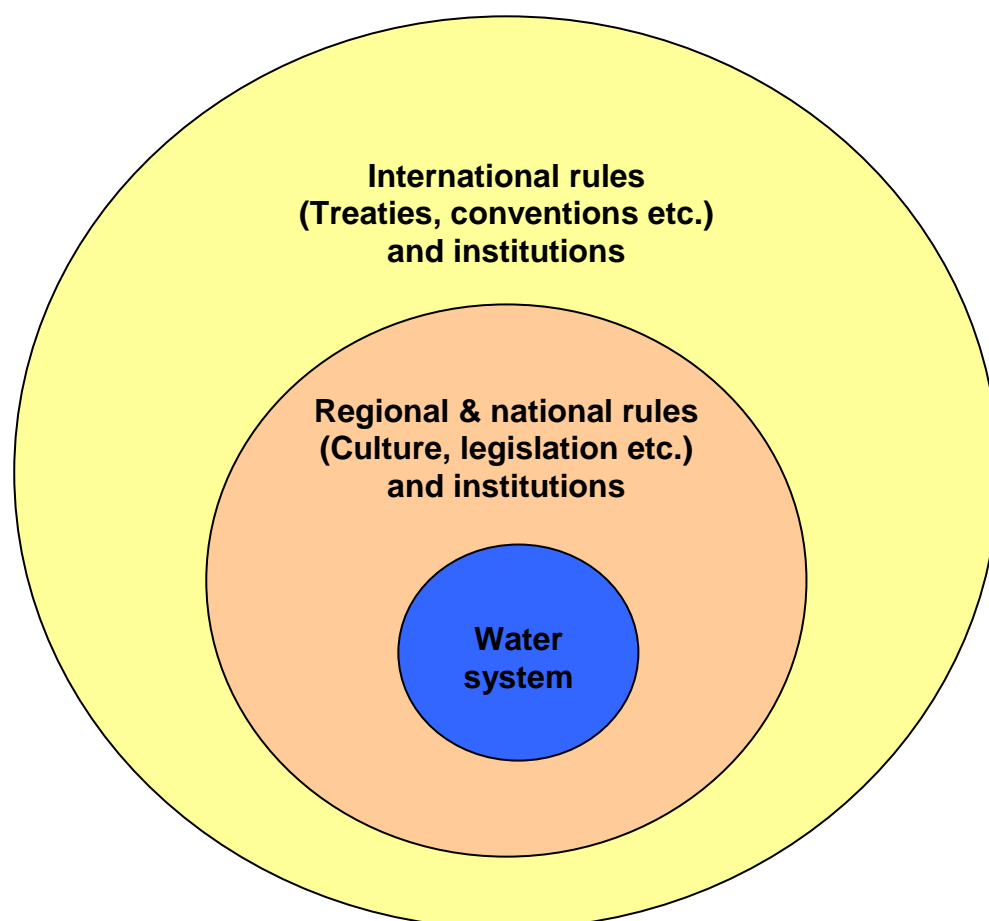 International rules
(Treaties, conventions etc.)
and institutions
Regional & national rules
(Culture, legislation etc.)
and institutions
Water
system